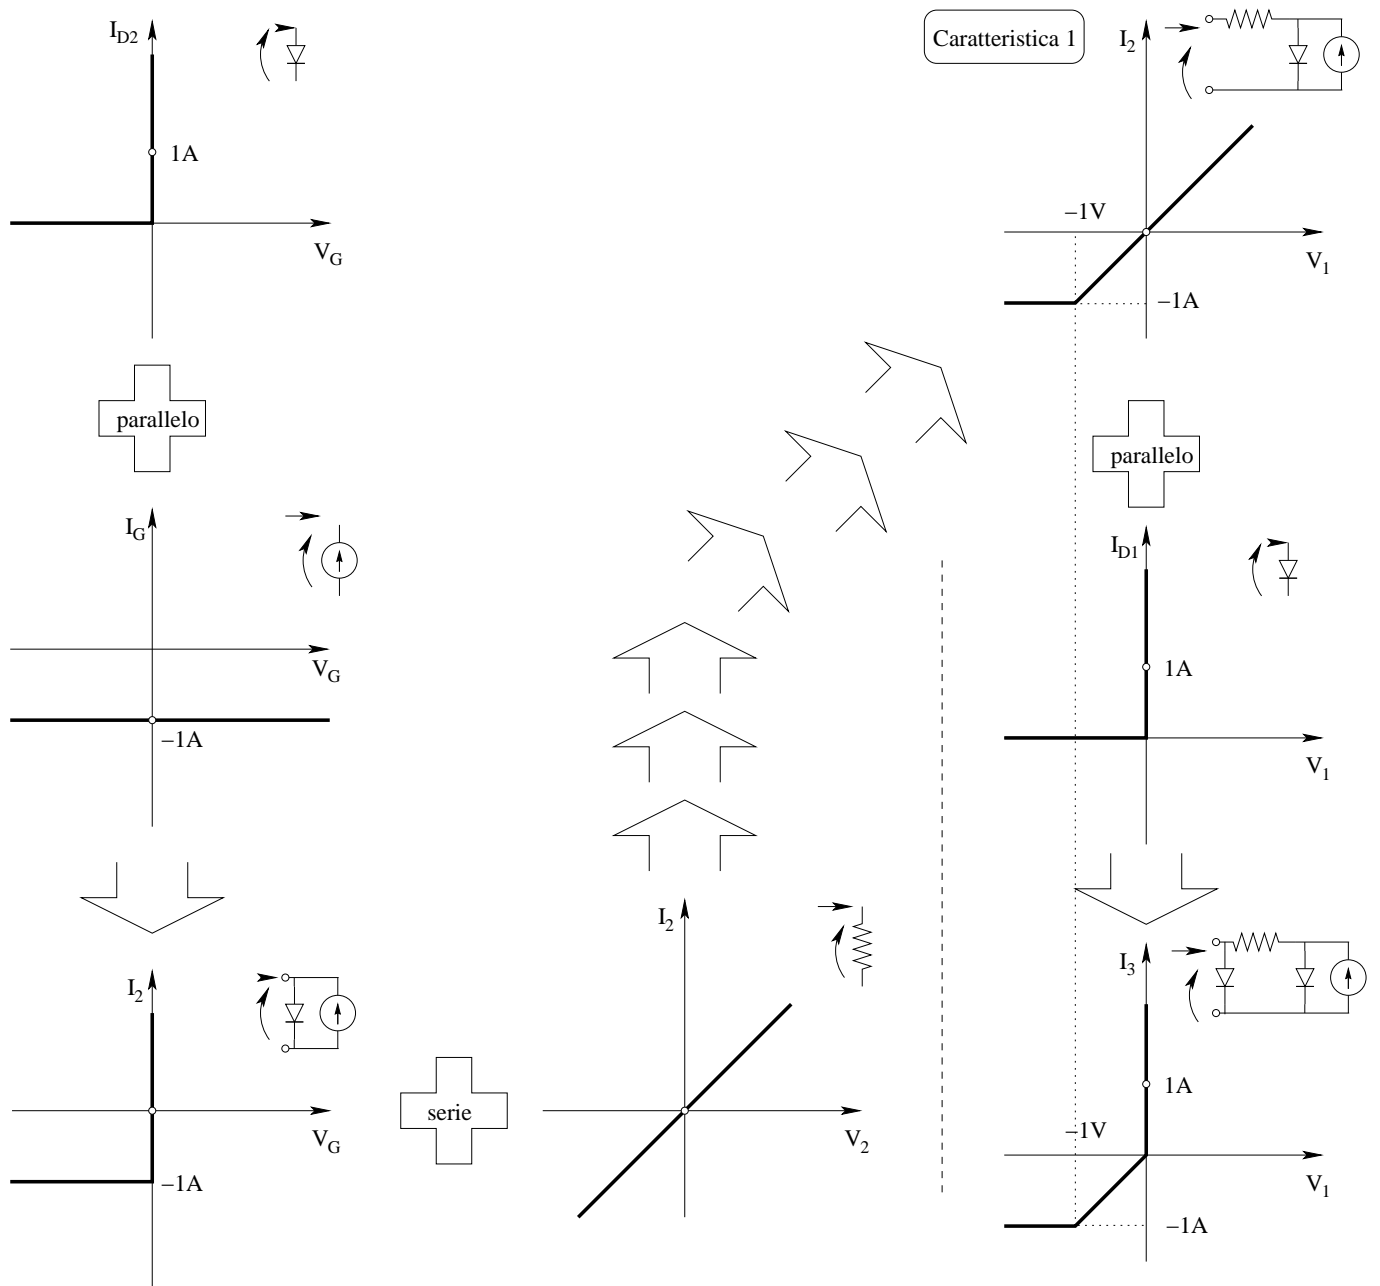 I_D2
1A
V_G
parallelo
I_G
V_G
−1A
I_2
V_G
−1A
serie
I_2
V_2
Caratteristica 1
I_2
−1V
V_1
−1A
parallelo
I_D1
1A
V_1
I_3
1A
−1V
V_1
−1A